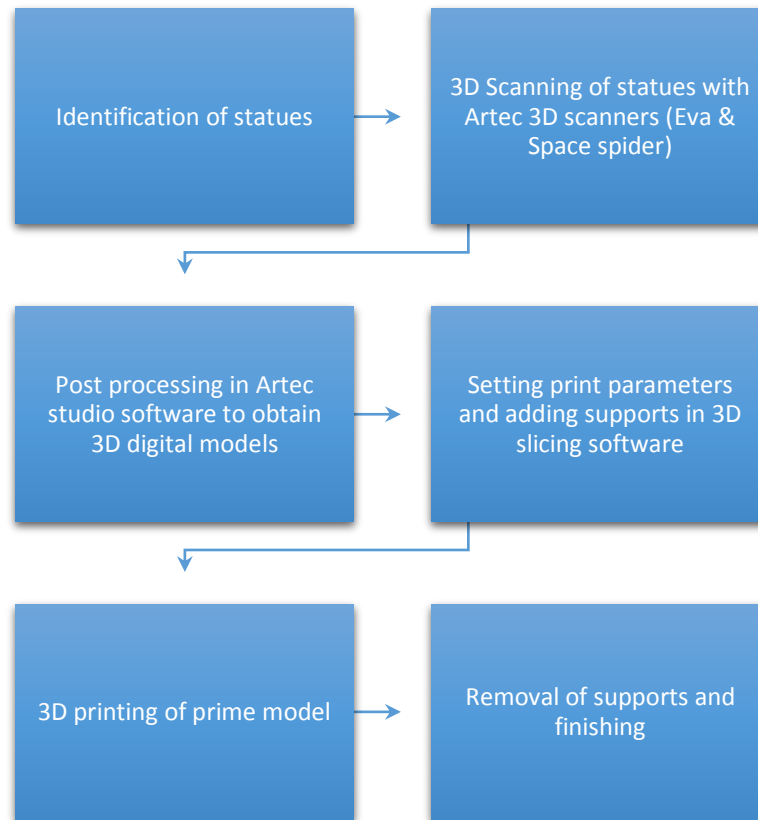 Identification of statues
3D Scanning of statues with
Artec 3D scanners (Eva &
Space spider)
Post processing in Artec
studio software to obtain
3D digital models
Setting print parameters
and adding supports in 3D
slicing software
3D printing of prime model
Removal of supports and
finishing